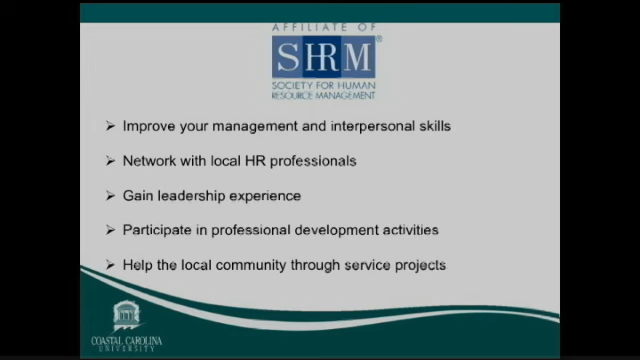 AFFILIATE OF
SHRM®
SOCIETY FOR HUMAN
RESOURCE MANAGEMENT
Improve your management and interpersonal skills
Network with local HR professionals
Gain leadership experience
Participate in professional development activities
Help the local community through service projects
COASTAL CAROLINA
UNIVERSITY